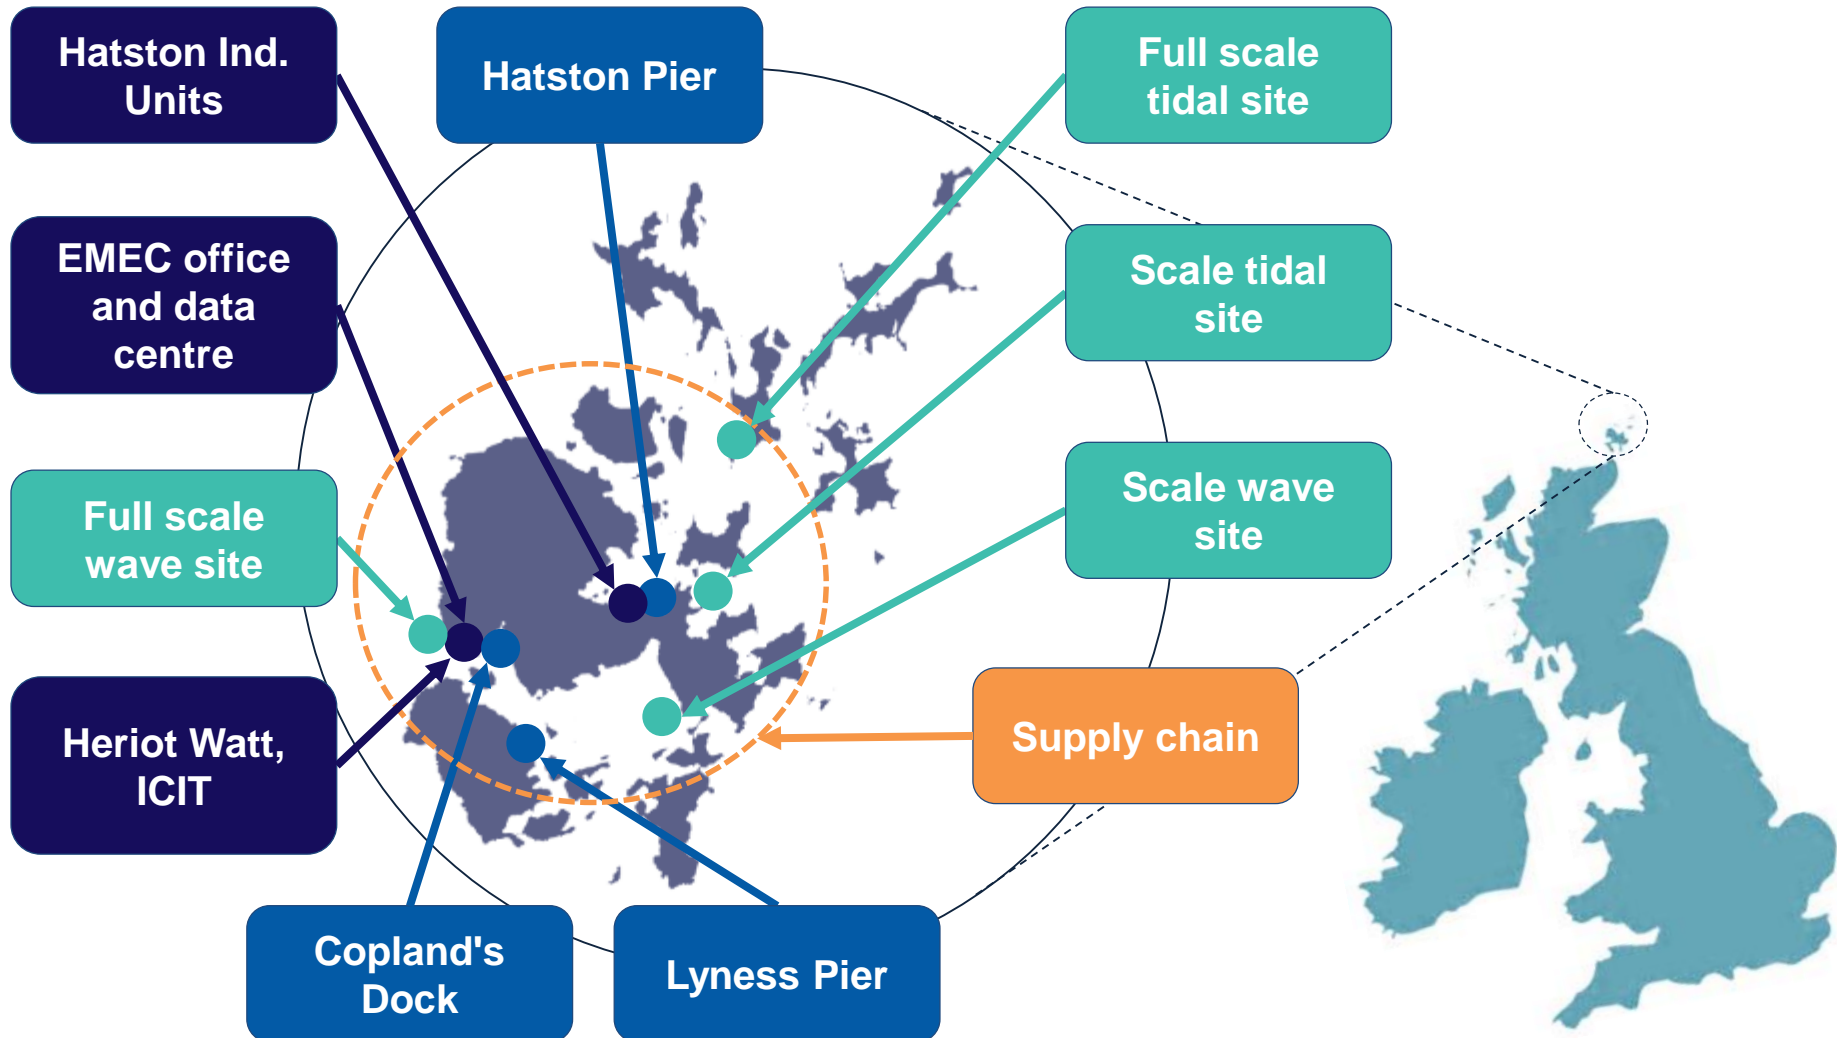 Hatston Ind.
Units
Hatston Pier
Full scale
tidal site
EMEC office
and data
centre
Scale tidal
site
Full scale
wave site
Scale wave
site
Heriot Watt,
ICIT
Supply chain
Copland's
Dock
Lyness Pier